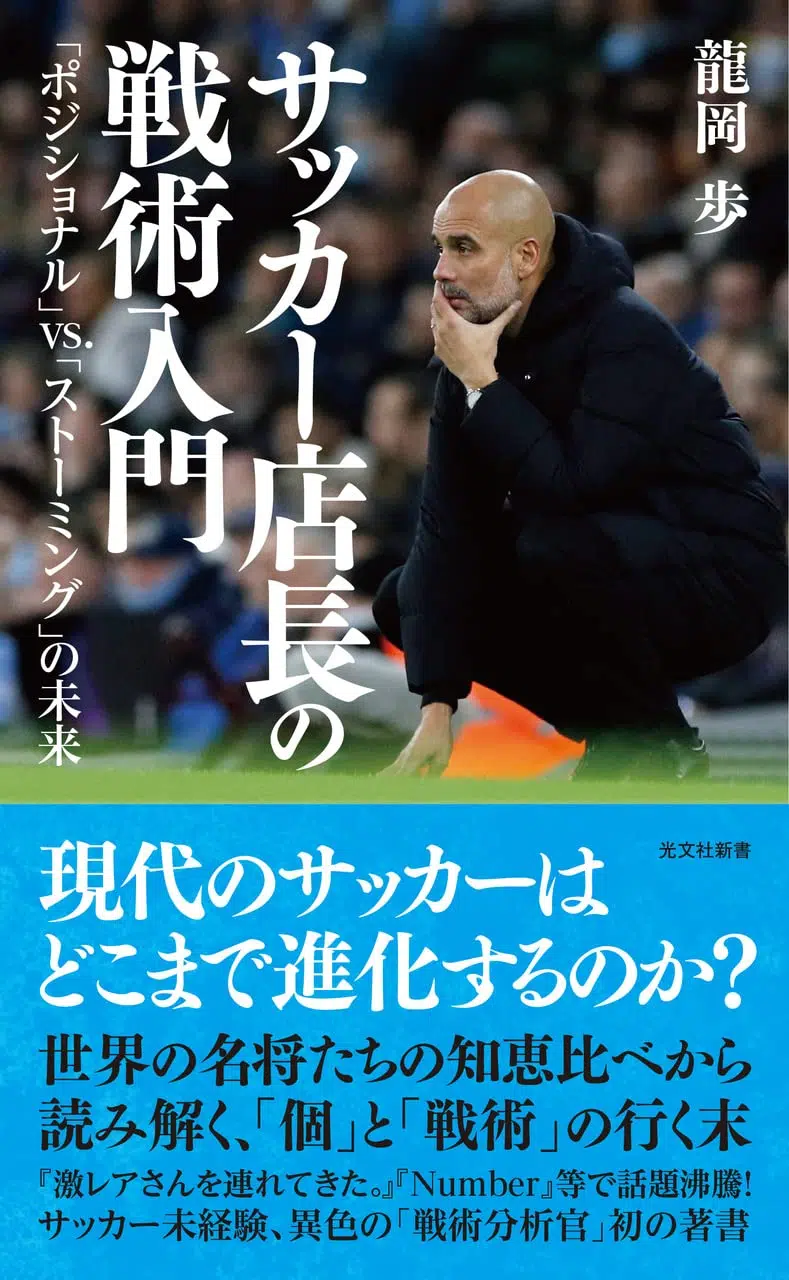 龍岡 歩
サッカー店長の
戦術入門
「ポジショナル」vs.「ストーミング」の未来
光文社新書
現代のサッカーは
どこまで進化するのか?
世界の名将たちの知恵比べから
読み解く、「個」と「戦術」の行く末
『激レアさんを連れてきた。』『Number』等で話題沸騰!
サッカー未経験、異色の「戦術分析官」初の著書